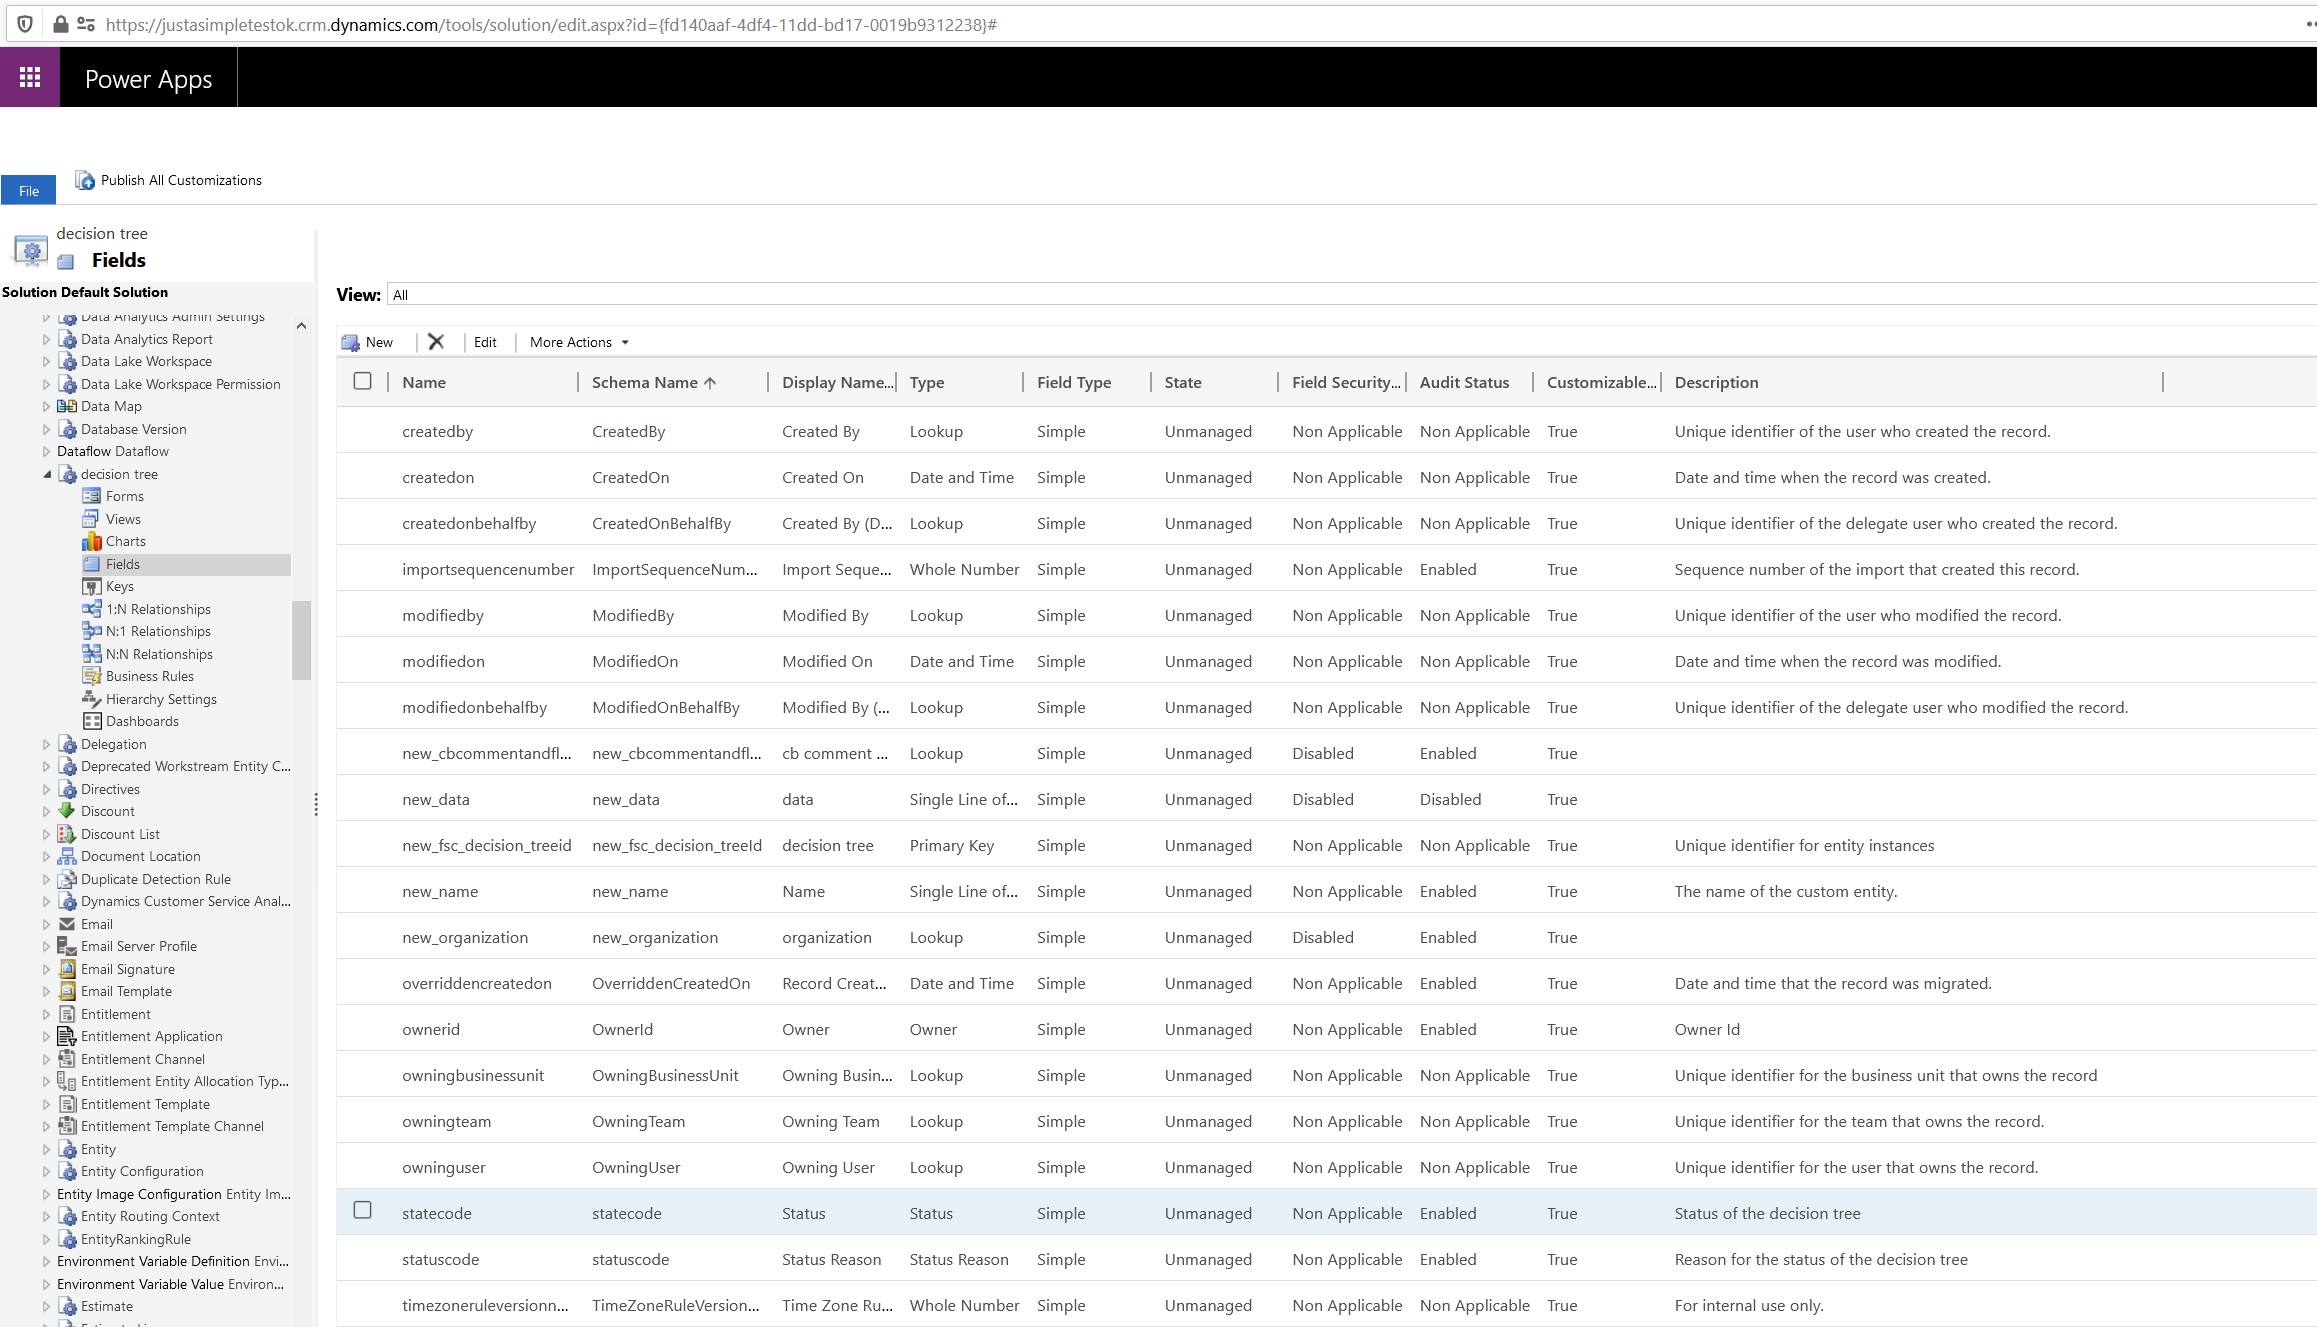 https://justasimpletestok.crm.dynamics.com/tools/solution/edit.aspx?id={fd140aaf-4df4-11dd-bd17-0019b9312238}#
Power Apps
File
Publish All Customizations
decision tree
Fields
Solution Default Solution
Data Analytics Admin Settings
Data Analytics Report
Data Lake Workspace
Data Lake Workspace Permission
Data Map
Database Version
Dataflow Dataflow
decision tree
Forms
Views
Charts
Fields
Keys
1:N Relationships
N:1 Relationships
N:N Relationships
Business Rules
Hierarchy Settings
Dashboards
Delegation
Deprecated Workstream Entity C...
Directives
Discount
Discount List
Document Location
Duplicate Detection Rule
Dynamics Customer Service Anal...
Email
Email Server Profile
Email Signature
Email Template
Entitlement
Entitlement Application
Entitlement Channel
Entitlement Entity Allocation Typ...
Entitlement Template
Entitlement Template Channel
Entity
Entity Configuration
Entity Image Configuration Entity Im...
Entity Routing Context
EntityRankingRule
Environment Variable Definition Envi...
Environment Variable Value Environ...
Estimate
View: All
New Edit More Actions
Name Schema Name Display Name... Type Field Type State Field Security... Audit Status Customizable... Description
createdby CreatedBy Created By Lookup Simple Unmanaged Non Applicable Non Applicable True Unique identifier of the user who created the record.
createdon CreatedOn Created On Date and Time Simple Unmanaged Non Applicable Non Applicable True Date and time when the record was created.
createdonbehalfby CreatedOnBehalfBy Created By (D... Lookup Simple Unmanaged Non Applicable Non Applicable True Unique identifier of the delegate user who created the record.
importsequencenumber ImportSequenceNum... Import Seque... Whole Number Simple Unmanaged Non Applicable Enabled True Sequence number of the import that created this record.
modifiedby ModifiedBy Modified By Lookup Simple Unmanaged Non Applicable Non Applicable True Unique identifier of the user who modified the record.
modifiedon ModifiedOn Modified On Date and Time Simple Unmanaged Non Applicable Non Applicable True Date and time when the record was modified.
modifiedonbehalfby ModifiedOnBehalfBy Modified By (... Lookup Simple Unmanaged Non Applicable Non Applicable True Unique identifier of the delegate user who modified the record.
new_cbcommentandfl... new_cbcommentandfl... cb comment ... Lookup Simple Unmanaged Disabled Enabled True
new_data new_data data Single Line of... Simple Unmanaged Disabled Disabled True
new_fsc_decision_treeid new_fsc_decision_treeId decision tree Primary Key Simple Unmanaged Non Applicable Non Applicable True Unique identifier for entity instances
new_name new_name Name Single Line of... Simple Unmanaged Non Applicable Enabled True The name of the custom entity.
new_organization new_organization organization Lookup Simple Unmanaged Disabled Enabled True
overriddencreatedon OverriddenCreatedOn Record Creat... Date and Time Simple Unmanaged Non Applicable Enabled True Date and time that the record was migrated.
ownerid OwnerId Owner Owner Simple Unmanaged Non Applicable Enabled True Owner Id
owningbusinessunit OwningBusinessUnit Owning Busin... Lookup Simple Unmanaged Non Applicable Non Applicable True Unique identifier for the business unit that owns the record
owningteam OwningTeam Owning Team Lookup Simple Unmanaged Non Applicable Non Applicable True Unique identifier for the team that owns the record.
owninguser OwningUser Owning User Lookup Simple Unmanaged Non Applicable Non Applicable True Unique identifier for the user that owns the record.
statecode statecode Status Status Simple Unmanaged Non Applicable Enabled True Status of the decision tree
statuscode statuscode Status Reason Status Reason Simple Unmanaged Non Applicable Enabled True Reason for the status of the decision tree
timezoneruleversionn... TimeZoneRuleVersion... Time Zone Ru... Whole Number Simple Unmanaged Non Applicable Non Applicable True For internal use only.